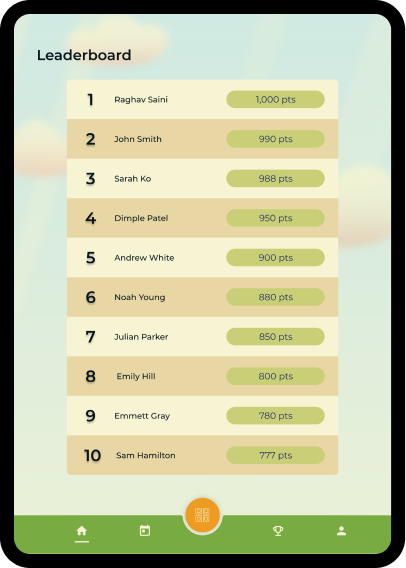 Leaderboard
1 Raghav Saini 1,000 pts
2 John Smith 990 pts
3 Sarah Ko 988 pts
4 Dimple Patel 950 pts
5 Andrew White 900 pts
6 Noah Young 880 pts
7 Julian Parker 850 pts
8 Emily Hill 800 pts
9 Emmett Gray 780 pts
10 Sam Hamilton 777 pts